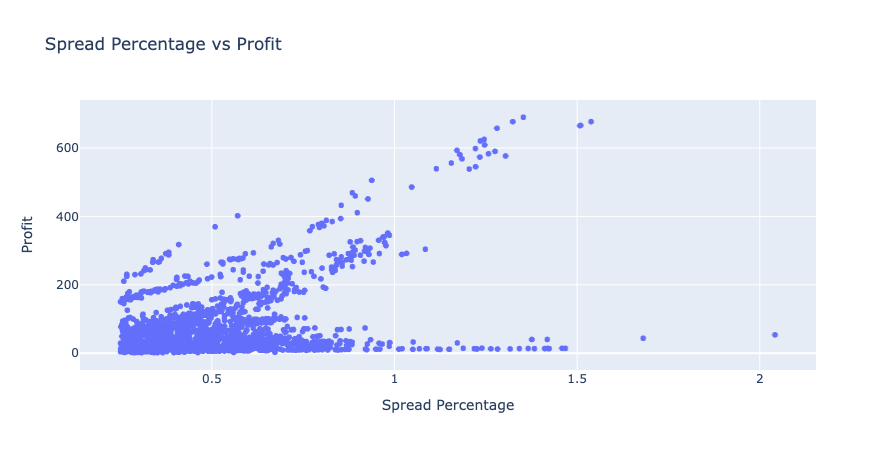 Spread Percentage vs Profit
Profit
600
400
200
0
0.5 1 1.5 2
Spread Percentage